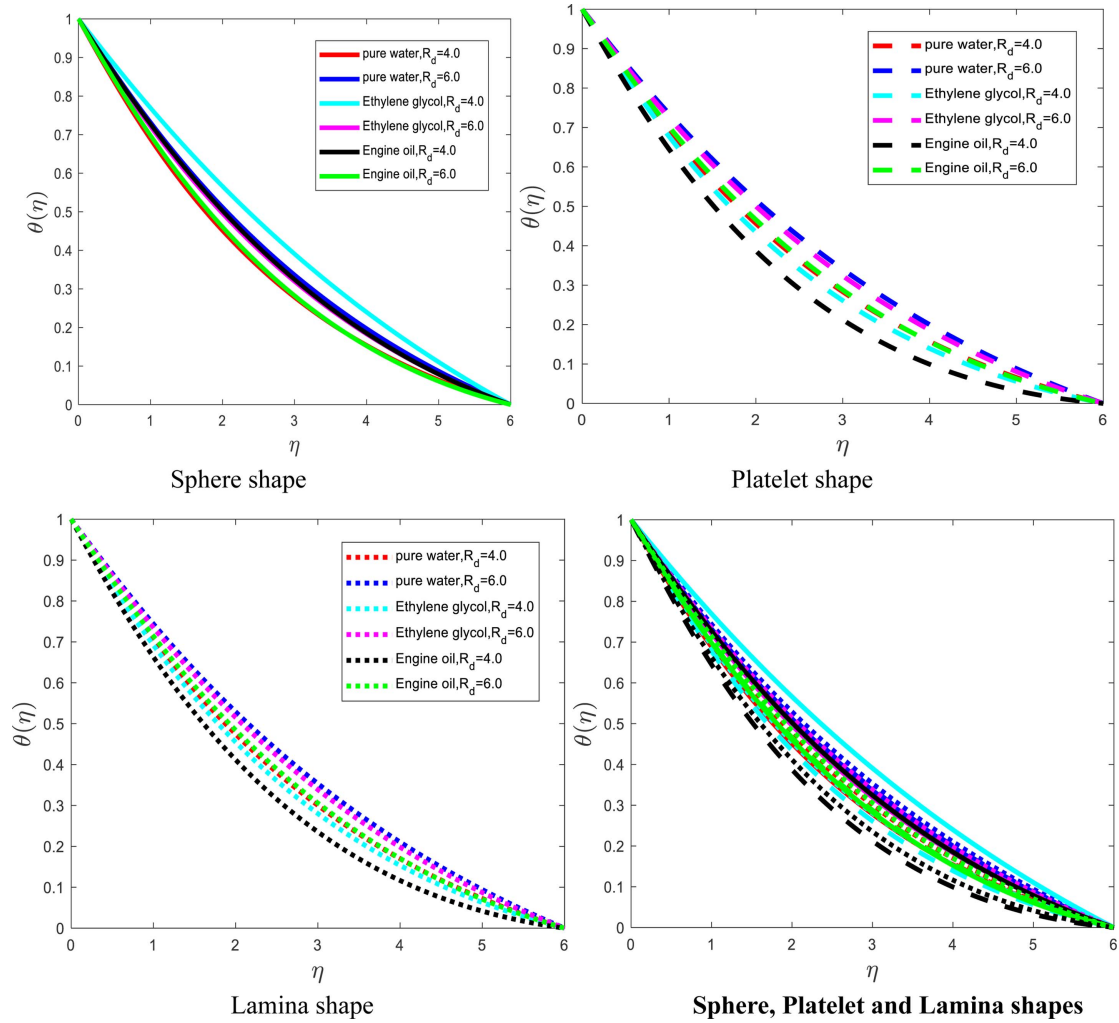 1
0.9
0.8
0.7
0.6
0.5
0.4
0.3
0.2
0.1
0
θ(η)
pure water,R_d=4.0
pure water,R_d=6.0
Ethylene glycol,R_d=4.0
Ethylene glycol,R_d=6.0
Engine oil,R_d=4.0
Engine oil,R_d=6.0
0 1 2 3 4 5 6
η
Sphere shape
1
0.9
0.8
0.7
0.6
0.5
0.4
0.3
0.2
0.1
0
θ(η)
pure water,R_d=4.0
pure water,R_d=6.0
Ethylene glycol,R_d=4.0
Ethylene glycol,R_d=6.0
Engine oil,R_d=4.0
Engine oil,R_d=6.0
0 1 2 3 4 5 6
η
Platelet shape
1
0.9
0.8
0.7
0.6
0.5
0.4
0.3
0.2
0.1
0
θ(η)
pure water,R_d=4.0
pure water,R_d=6.0
Ethylene glycol,R_d=4.0
Ethylene glycol,R_d=6.0
Engine oil,R_d=4.0
Engine oil,R_d=6.0
0 1 2 3 4 5 6
η
Lamina shape
1
0.9
0.8
0.7
0.6
0.5
0.4
0.3
0.2
0.1
0
θ(η)
0 1 2 3 4 5 6
η
Sphere, Platelet and Lamina shapes